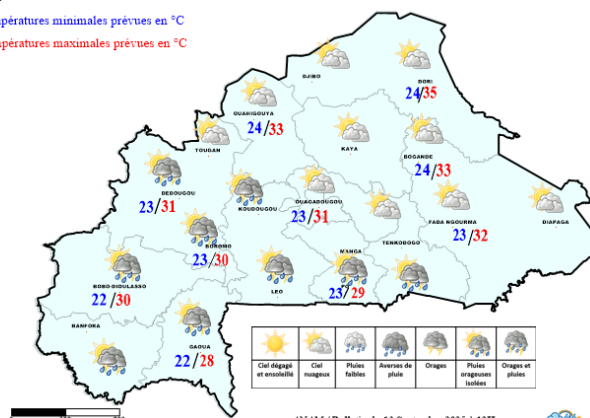 pératures minimales prévues en °C
pératures maximales prévues en °C
DJIBO
DORI
24/35
OUAHIGOUYA
24/33
TOUGAN
KAYA
BOGANDE
24/33
DEDOUGOU
23/31
KOUDOUGOU
OUAGADOUGOU
23/31
FADA NGOURMA
23/32
DIAPAGA
BOROMO
23/30
TENKODOGO
MANGA
23/29
BOBO-DIOULASSO
22/30
LEO
BANFORA
GAOUA
22/28
Ciel dégagé et ensoleillé
Ciel nuageux
Pluies faibles
Averses de pluie
Orages
Pluies orageuses isolées
Orages et pluies